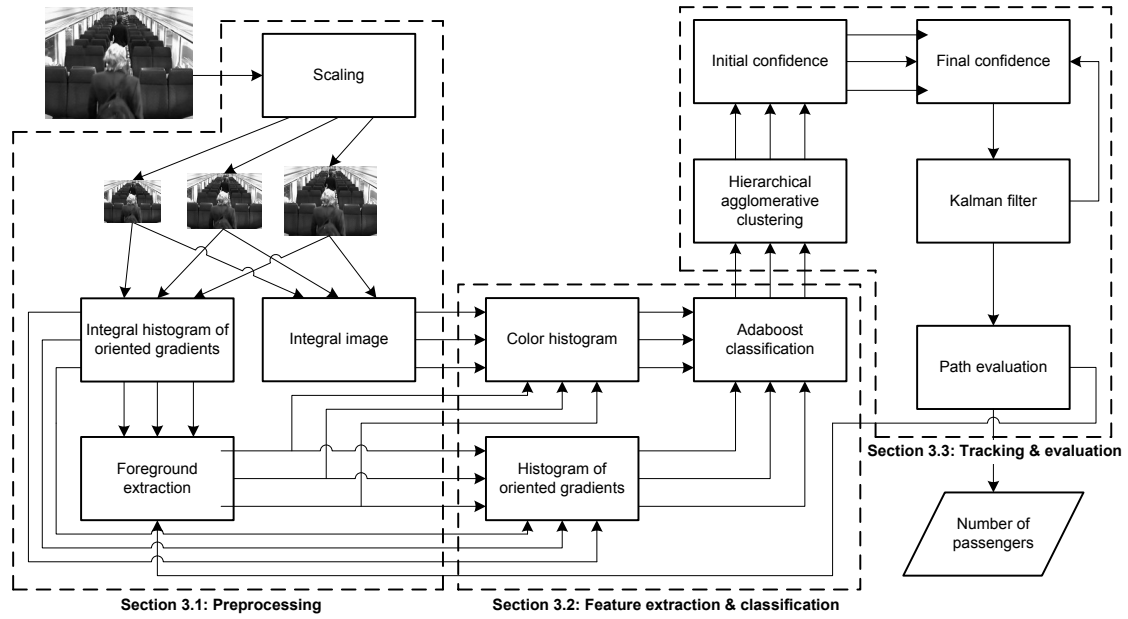 Scaling
Integral histogram of
oriented gradients
Integral image
Foreground
extraction
Section 3.1: Preprocessing
Color histogram
Adaboost
classification
Histogram of
oriented gradients
Section 3.2: Feature extraction & classification
Initial confidence
Final confidence
Hierarchical
agglomerative
clustering
Kalman filter
Path evaluation
Section 3.3: Tracking & evaluation
Number of
passengers